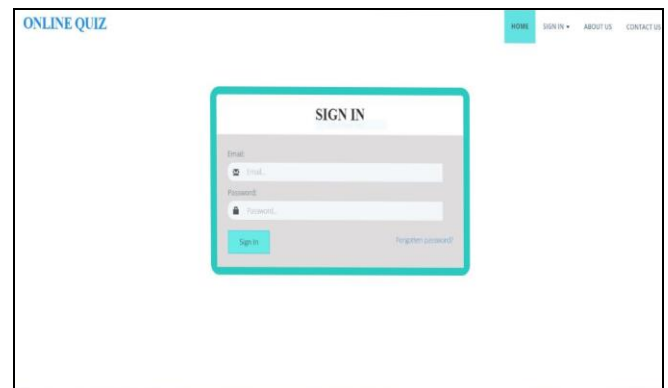 ONLINE QUIZ
HOME SIGN IN ABOUT US CONTACT US
SIGN IN
Email:
Email..
Password:
Password..
Sign In Forgotten password?